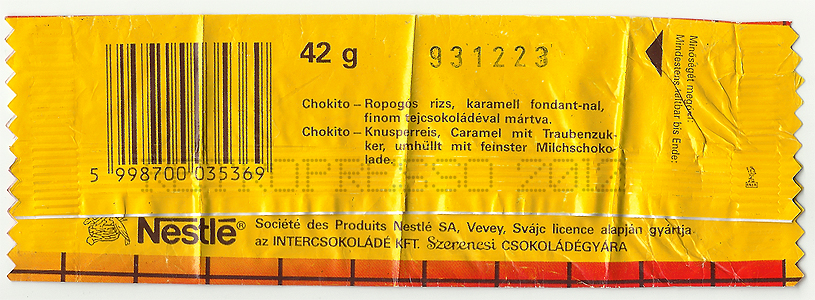 42 g
931223
Minőségét megőrzi:
Mindestens haltbar bis Ende:
Chokito – Ropogós rizs, karamell fondant-nal,
finom tejcsokoládéval mártva.
Chokito – Knusperreis, Caramel mit Traubenzuk-
ker, umhüllt mit feinster Milchschoko-
lade.
5 998700 035369
Nestlé®
Société des Produits Nestlé SA, Vevey, Svájc licence alapján gyártja
az INTERCSOKOLÁDÉ KFT. Szerencsi CSOKOLÁDÉGYÁRA